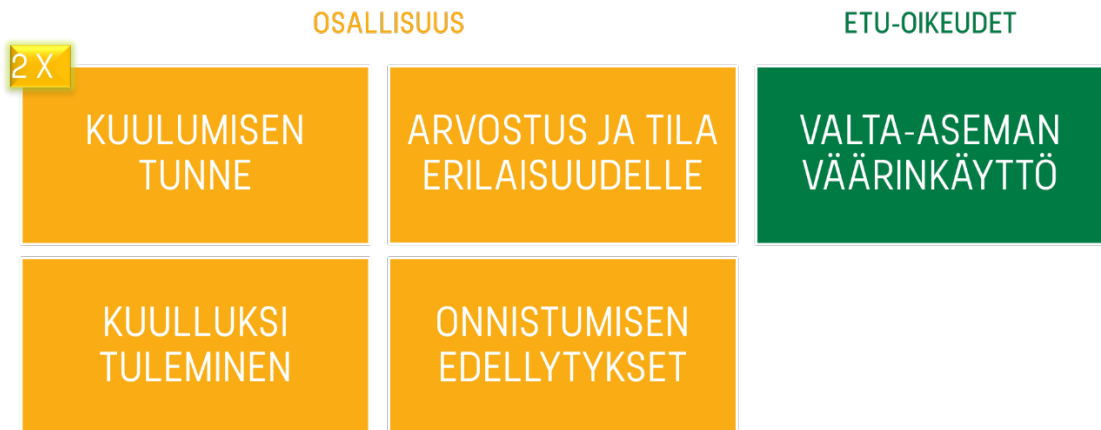 OSALLISUUS
ETU-OIKEUDET
2 X
KUULUMISEN
TUNNE
ARVOSTUS JA TILA
ERILAISUUDELLE
VALTA-ASEMAN
VÄÄRINKÄYTTÖ
KUULLUKSI
TULEMINEN
ONNISTUMISEN
EDELLYTYKSET